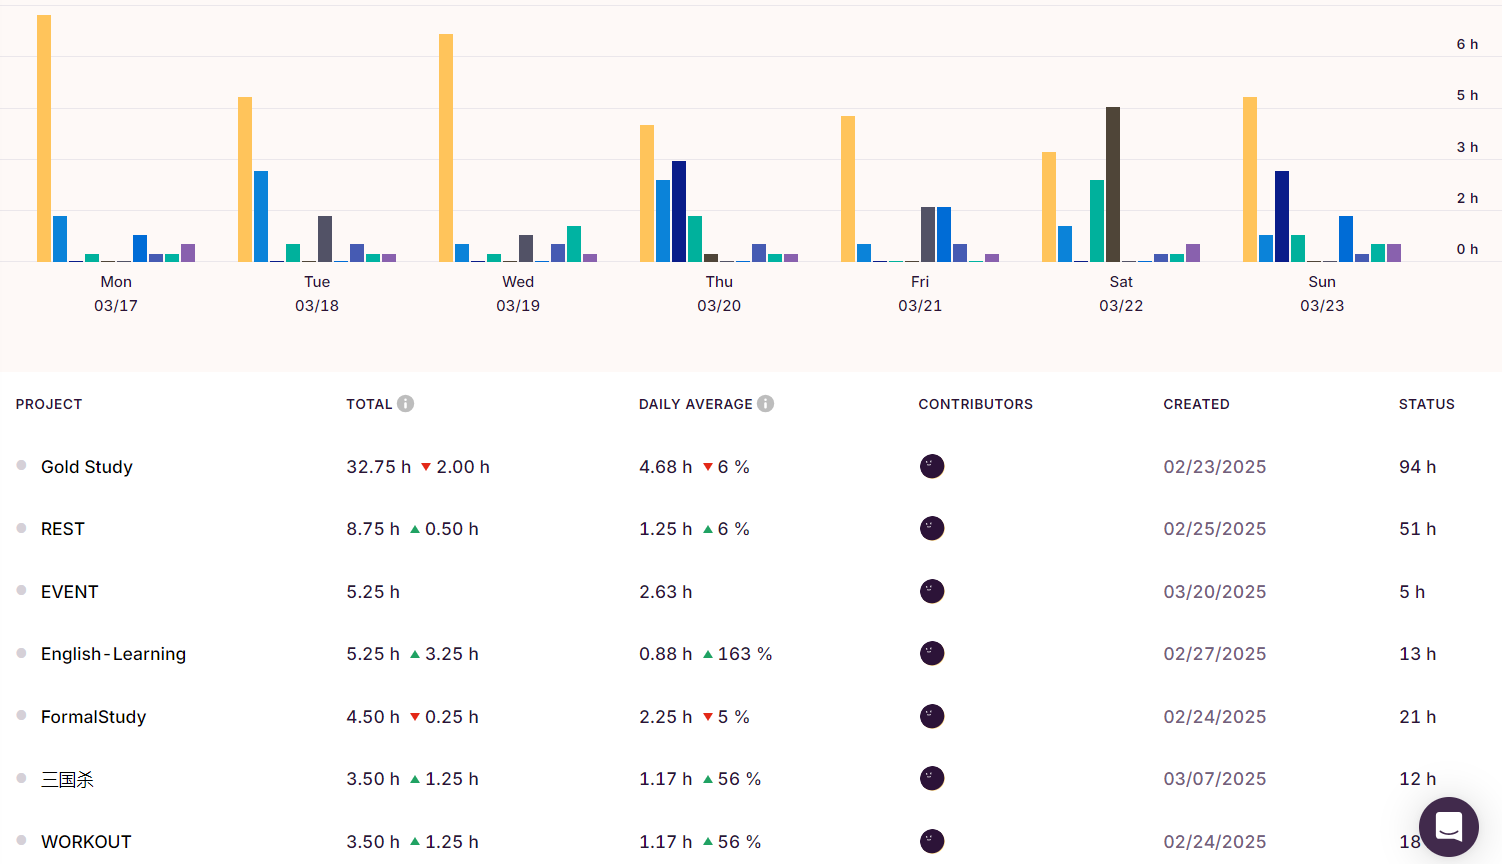 6 h
5 h
3 h
2 h
0 h
Mon Tue Wed Thu Fri Sat Sun
03/17 03/18 03/19 03/20 03/21 03/22 03/23
PROJECT TOTAL DAILY AVERAGE CONTRIBUTORS CREATED STATUS
Gold Study 32.75 h 2.00 h 4.68 h 6 % 02/23/2025 94 h
REST 8.75 h 0.50 h 1.25 h 6 % 02/25/2025 51 h
EVENT 5.25 h 2.63 h 03/20/2025 5 h
English-Learning 5.25 h 3.25 h 0.88 h 163 % 02/27/2025 13 h
FormalStudy 4.50 h 0.25 h 2.25 h 5 % 02/24/2025 21 h
三国杀 3.50 h 1.25 h 1.17 h 56 % 03/07/2025 12 h
WORKOUT 3.50 h 1.25 h 1.17 h 56 % 02/24/2025 18